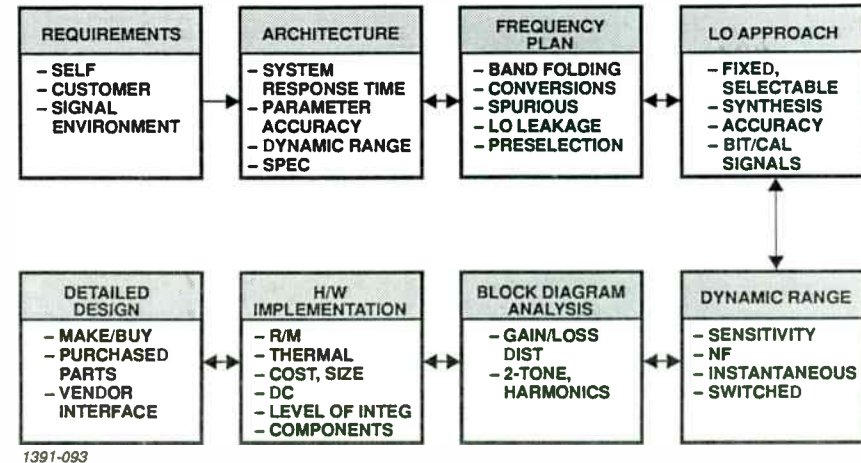 REQUIREMENTS
– SELF
– CUSTOMER
– SIGNAL
ENVIRONMENT
ARCHITECTURE
– SYSTEM
RESPONSE TIME
– PARAMETER
ACCURACY
– DYNAMIC RANGE
– SPEC
FREQUENCY
PLAN
– BAND FOLDING
– CONVERSIONS
– SPURIOUS
– LO LEAKAGE
– PRESELECTION
LO APPROACH
– FIXED,
SELECTABLE
– SYNTHESIS
– ACCURACY
– BIT/CAL
SIGNALS
DETAILED
DESIGN
– MAKE/BUY
– PURCHASED
PARTS
– VENDOR
INTERFACE
H/W
IMPLEMENTATION
– R/M
– THERMAL
– COST, SIZE
– DC
– LEVEL OF INTEG
– COMPONENTS
BLOCK DIAGRAM
ANALYSIS
– GAIN/LOSS
DIST
– 2-TONE,
HARMONICS
DYNAMIC RANGE
– SENSITIVITY
– NF
– INSTANTANEOUS
– SWITCHED
1391-093